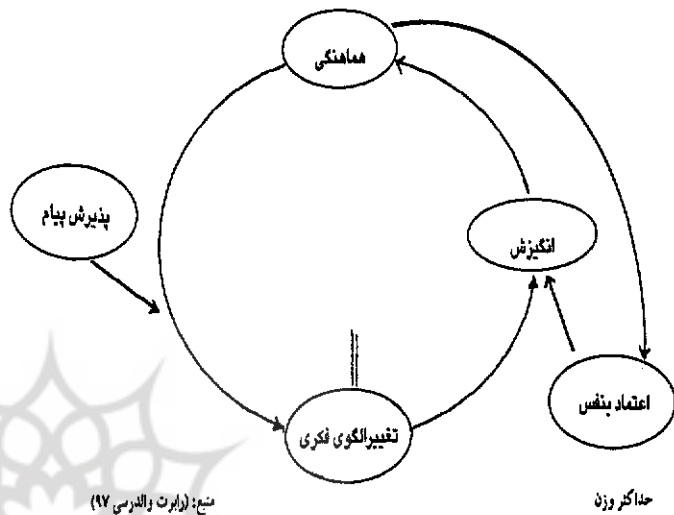 هماهنگی
پذیرش پیام
انگیزش
اعتماد بنفس
تغییرالگوی فکری
حداکثر وزن
منبع: (رابرت والدرسی ۹۷)